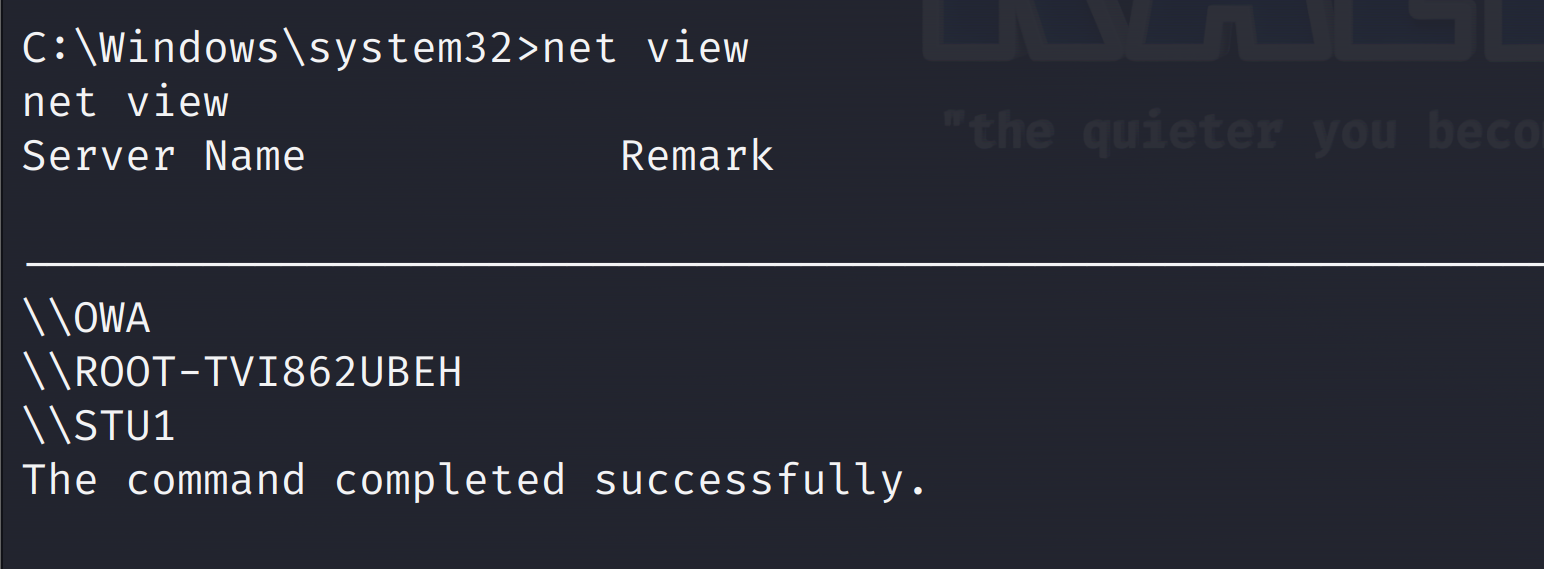 C:\Windows\system32>net view
net view
"the quieter you beco
Server Name Remark
\\OWA
\\ROOT-TVI862UBEH
\\STU1
The command completed successfully.